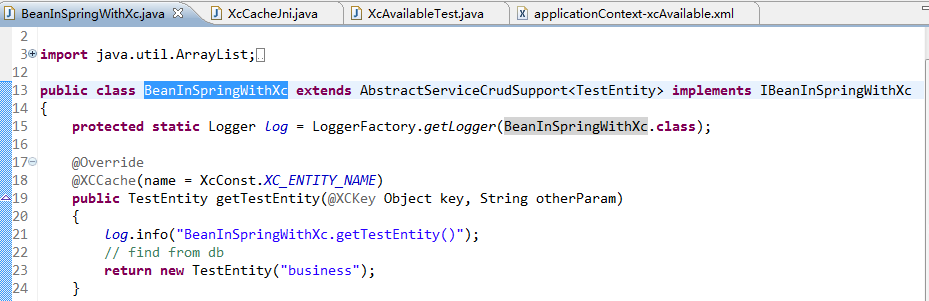 BeanInSpringWithXc.java XcCacheJni.java XcAvailableTest.java applicationContext-xcAvailable.xml
2
3 import java.util.ArrayList;
12
13 public class BeanInSpringWithXc extends AbstractServiceCrudSupport<TestEntity> implements IBeanInSpringWithXc
14 {
15 protected static Logger log = LoggerFactory.getLogger(BeanInSpringWithXc.class);
16
17 @Override
18 @XCCache(name = XcConst.XC_ENTITY_NAME)
19 public TestEntity getTestEntity(@XCKey Object key, String otherParam)
20 {
21 log.info("BeanInSpringWithXc.getTestEntity()");
22 // find from db
23 return new TestEntity("business");
24 }